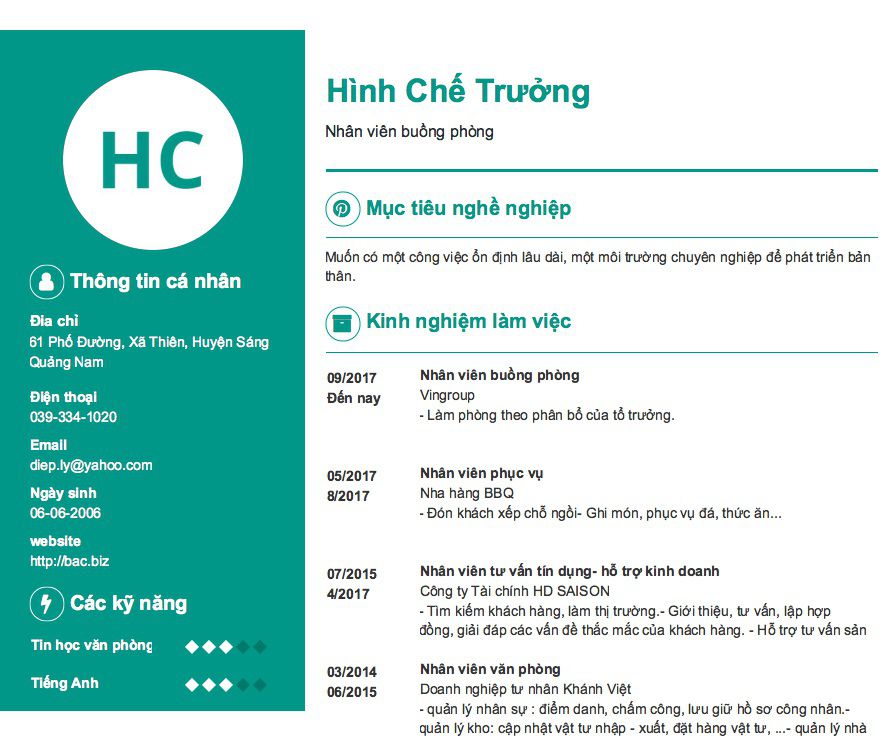 HC
Thông tin cá nhân
Địa chỉ
61 Phố Đường, Xã Thiên, Huyện Sáng
Quảng Nam
Điện thoại
039-334-1020
Email
diep.ly@yahoo.com
Ngày sinh
06-06-2006
website
http://bac.biz
Các kỹ năng
Tin học văn phòng
Tiếng Anh
Hình Chế Trưởng
Nhân viên buồng phòng
Mục tiêu nghề nghiệp
Muốn có một công việc ổn định lâu dài, một môi trường chuyên nghiệp để phát triển bản
thân.
Kinh nghiệm làm việc
09/2017
Đến nay
Nhân viên buồng phòng
Vingroup
- Làm phòng theo phân bổ của tổ trưởng.
05/2017
8/2017
Nhân viên phục vụ
Nha hàng BBQ
- Đón khách xếp chỗ ngồi- Ghi món, phục vụ đá, thức ăn...
07/2015
4/2017
Nhân viên tư vấn tín dụng- hỗ trợ kinh doanh
Công ty Tài chính HD SAISON
- Tìm kiếm khách hàng, làm thị trường.- Giới thiệu, tư vấn, lập hợp
đồng, giải đáp các vấn đề thắc mắc của khách hàng. - Hỗ trợ tư vấn sản
03/2014
06/2015
Nhân viên văn phòng
Doanh nghiệp tư nhân Khánh Việt
- quản lý nhân sự : điểm danh, chấm công, lưu giữ hồ sơ công nhân.-
quản lý kho: cập nhật vật tư nhập - xuất, đặt hàng vật tư, ...- quản lý nhà